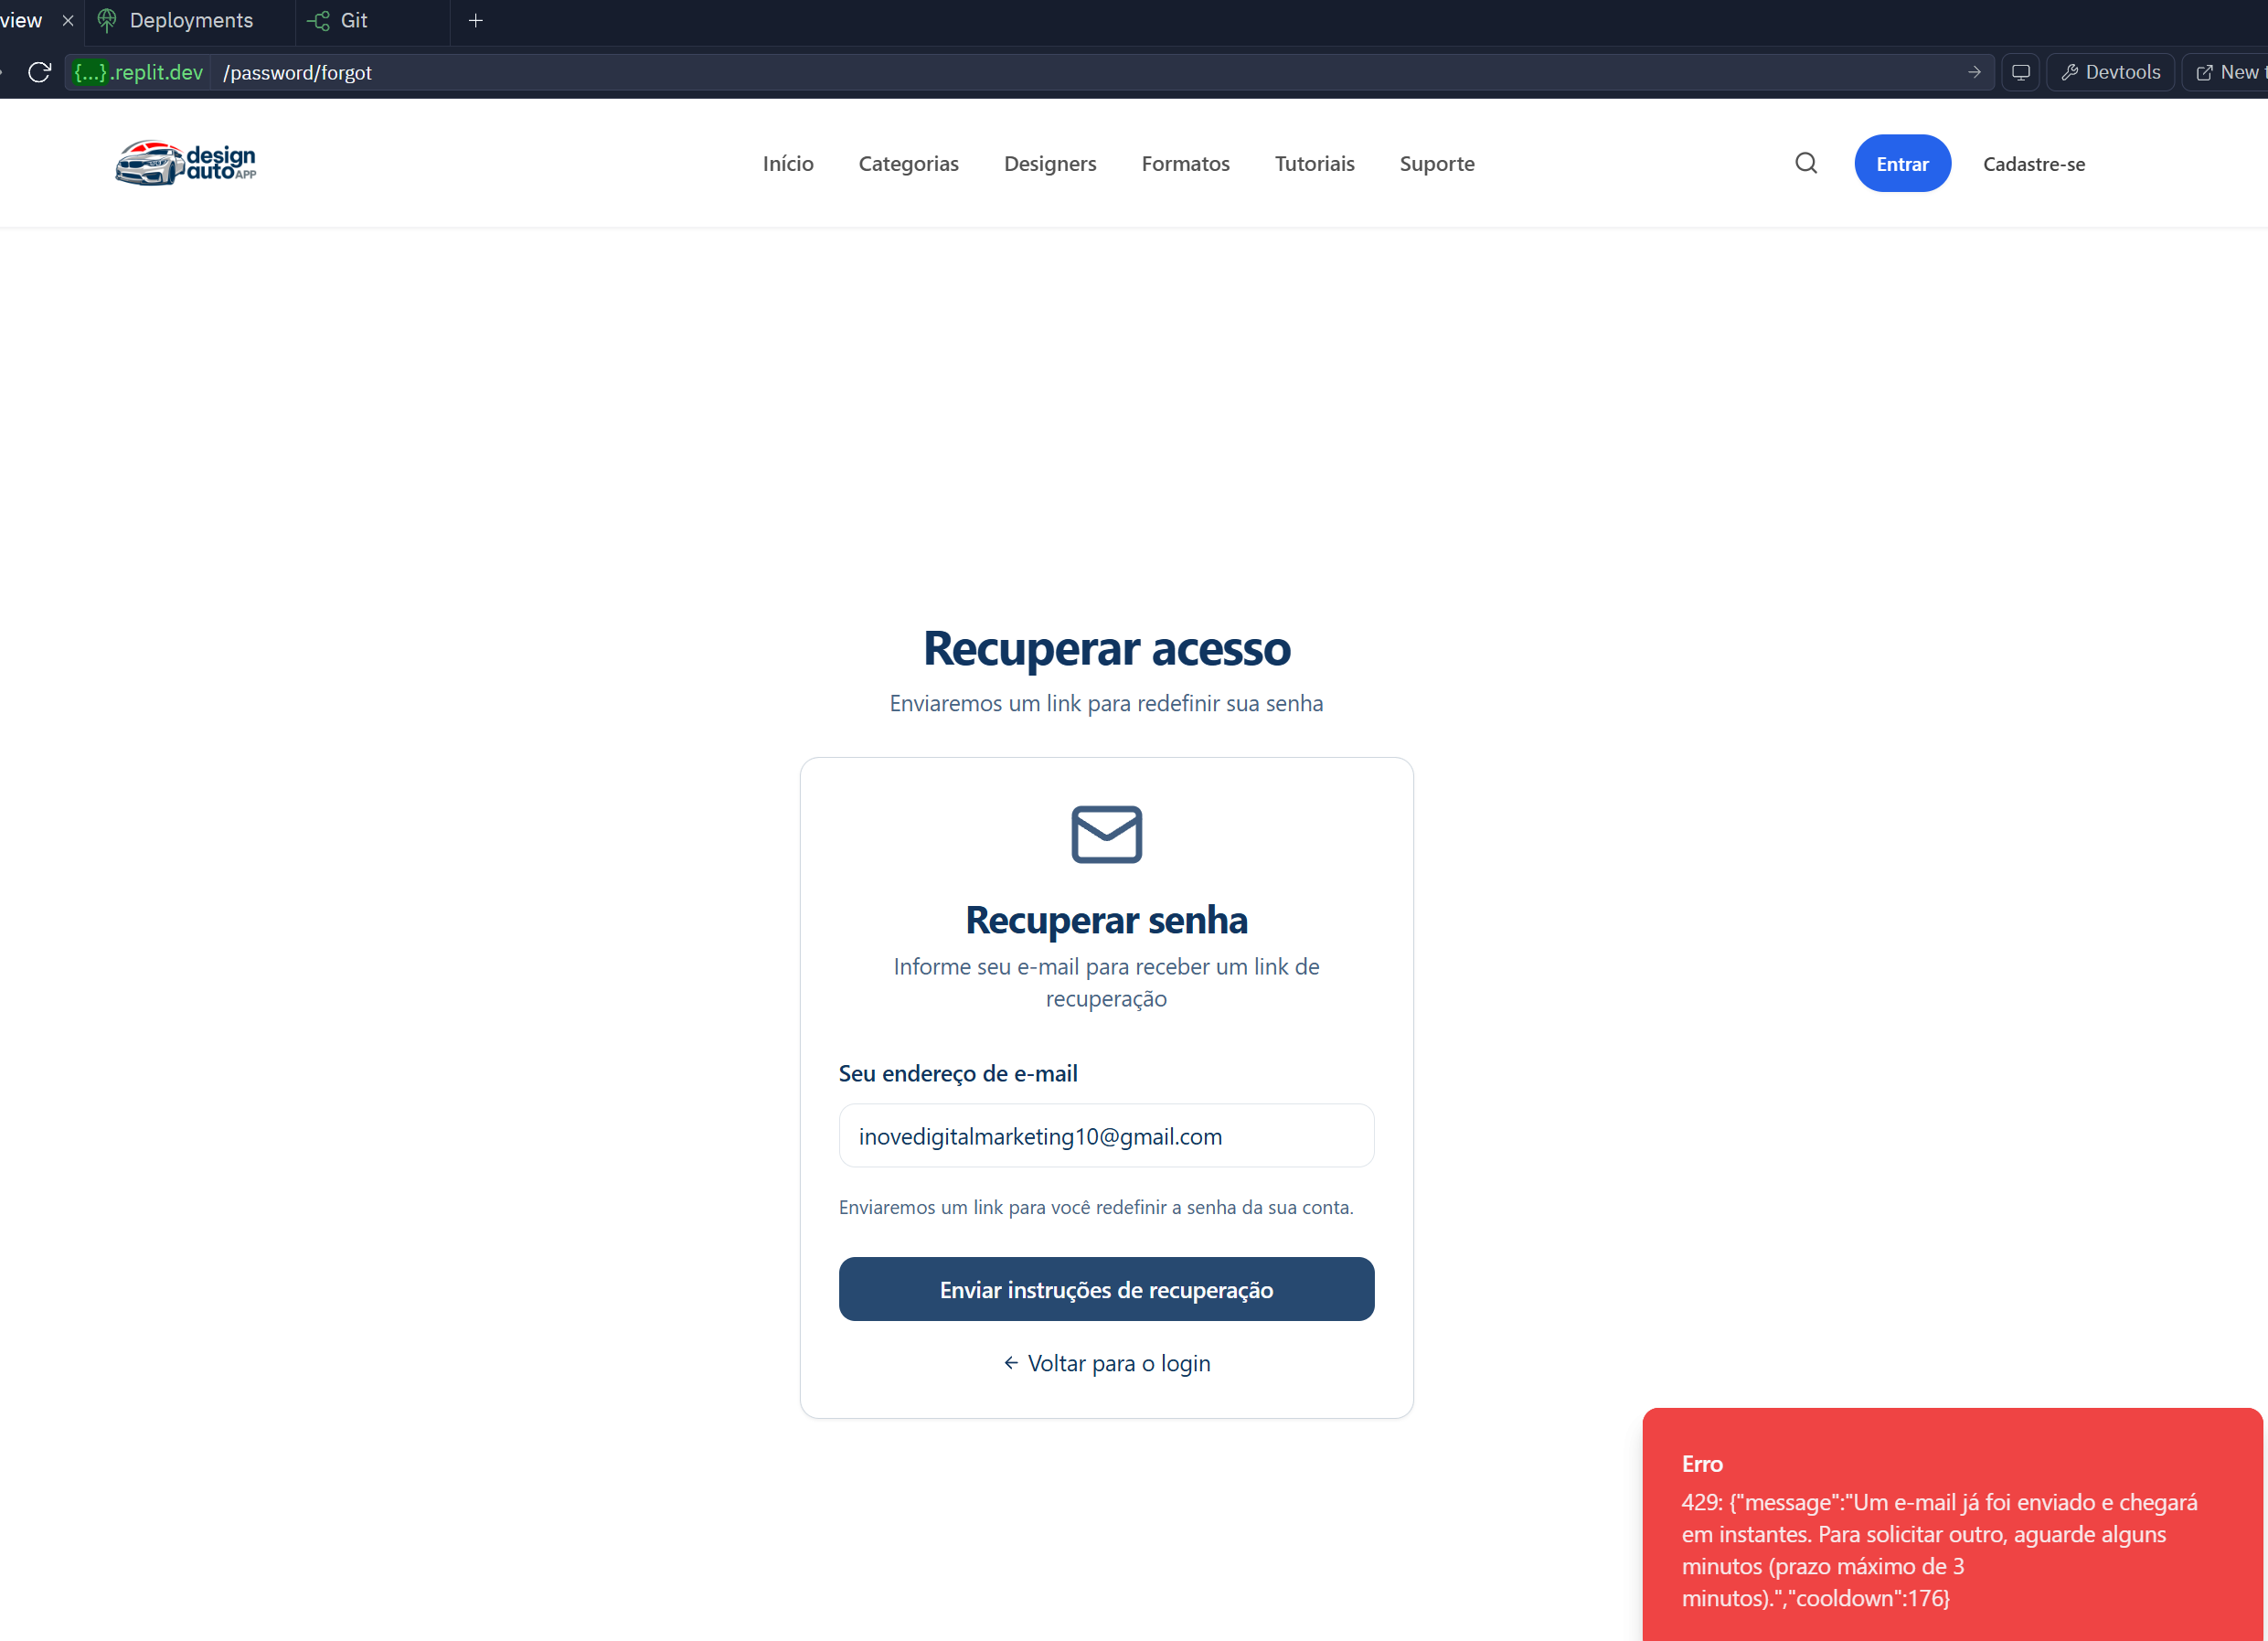 view
Deployments
Git
{...}.replit.dev /password/forgot
Devtools
New
design
auto APP
Início
Categorias
Designers
Formatos
Tutoriais
Suporte
Entrar
Cadastre-se
Recuperar acesso
Enviaremos um link para redefinir sua senha
Recuperar senha
Informe seu e-mail para receber um link de
recuperação
Seu endereço de e-mail
inovedigitalmarketing10@gmail.com
Enviaremos um link para você redefinir a senha da sua conta.
Enviar instruções de recuperação
← Voltar para o login
Erro
429: {"message":"Um e-mail já foi enviado e chegará
em instantes. Para solicitar outro, aguarde alguns
minutos (prazo máximo de 3
minutos).","cooldown":176}